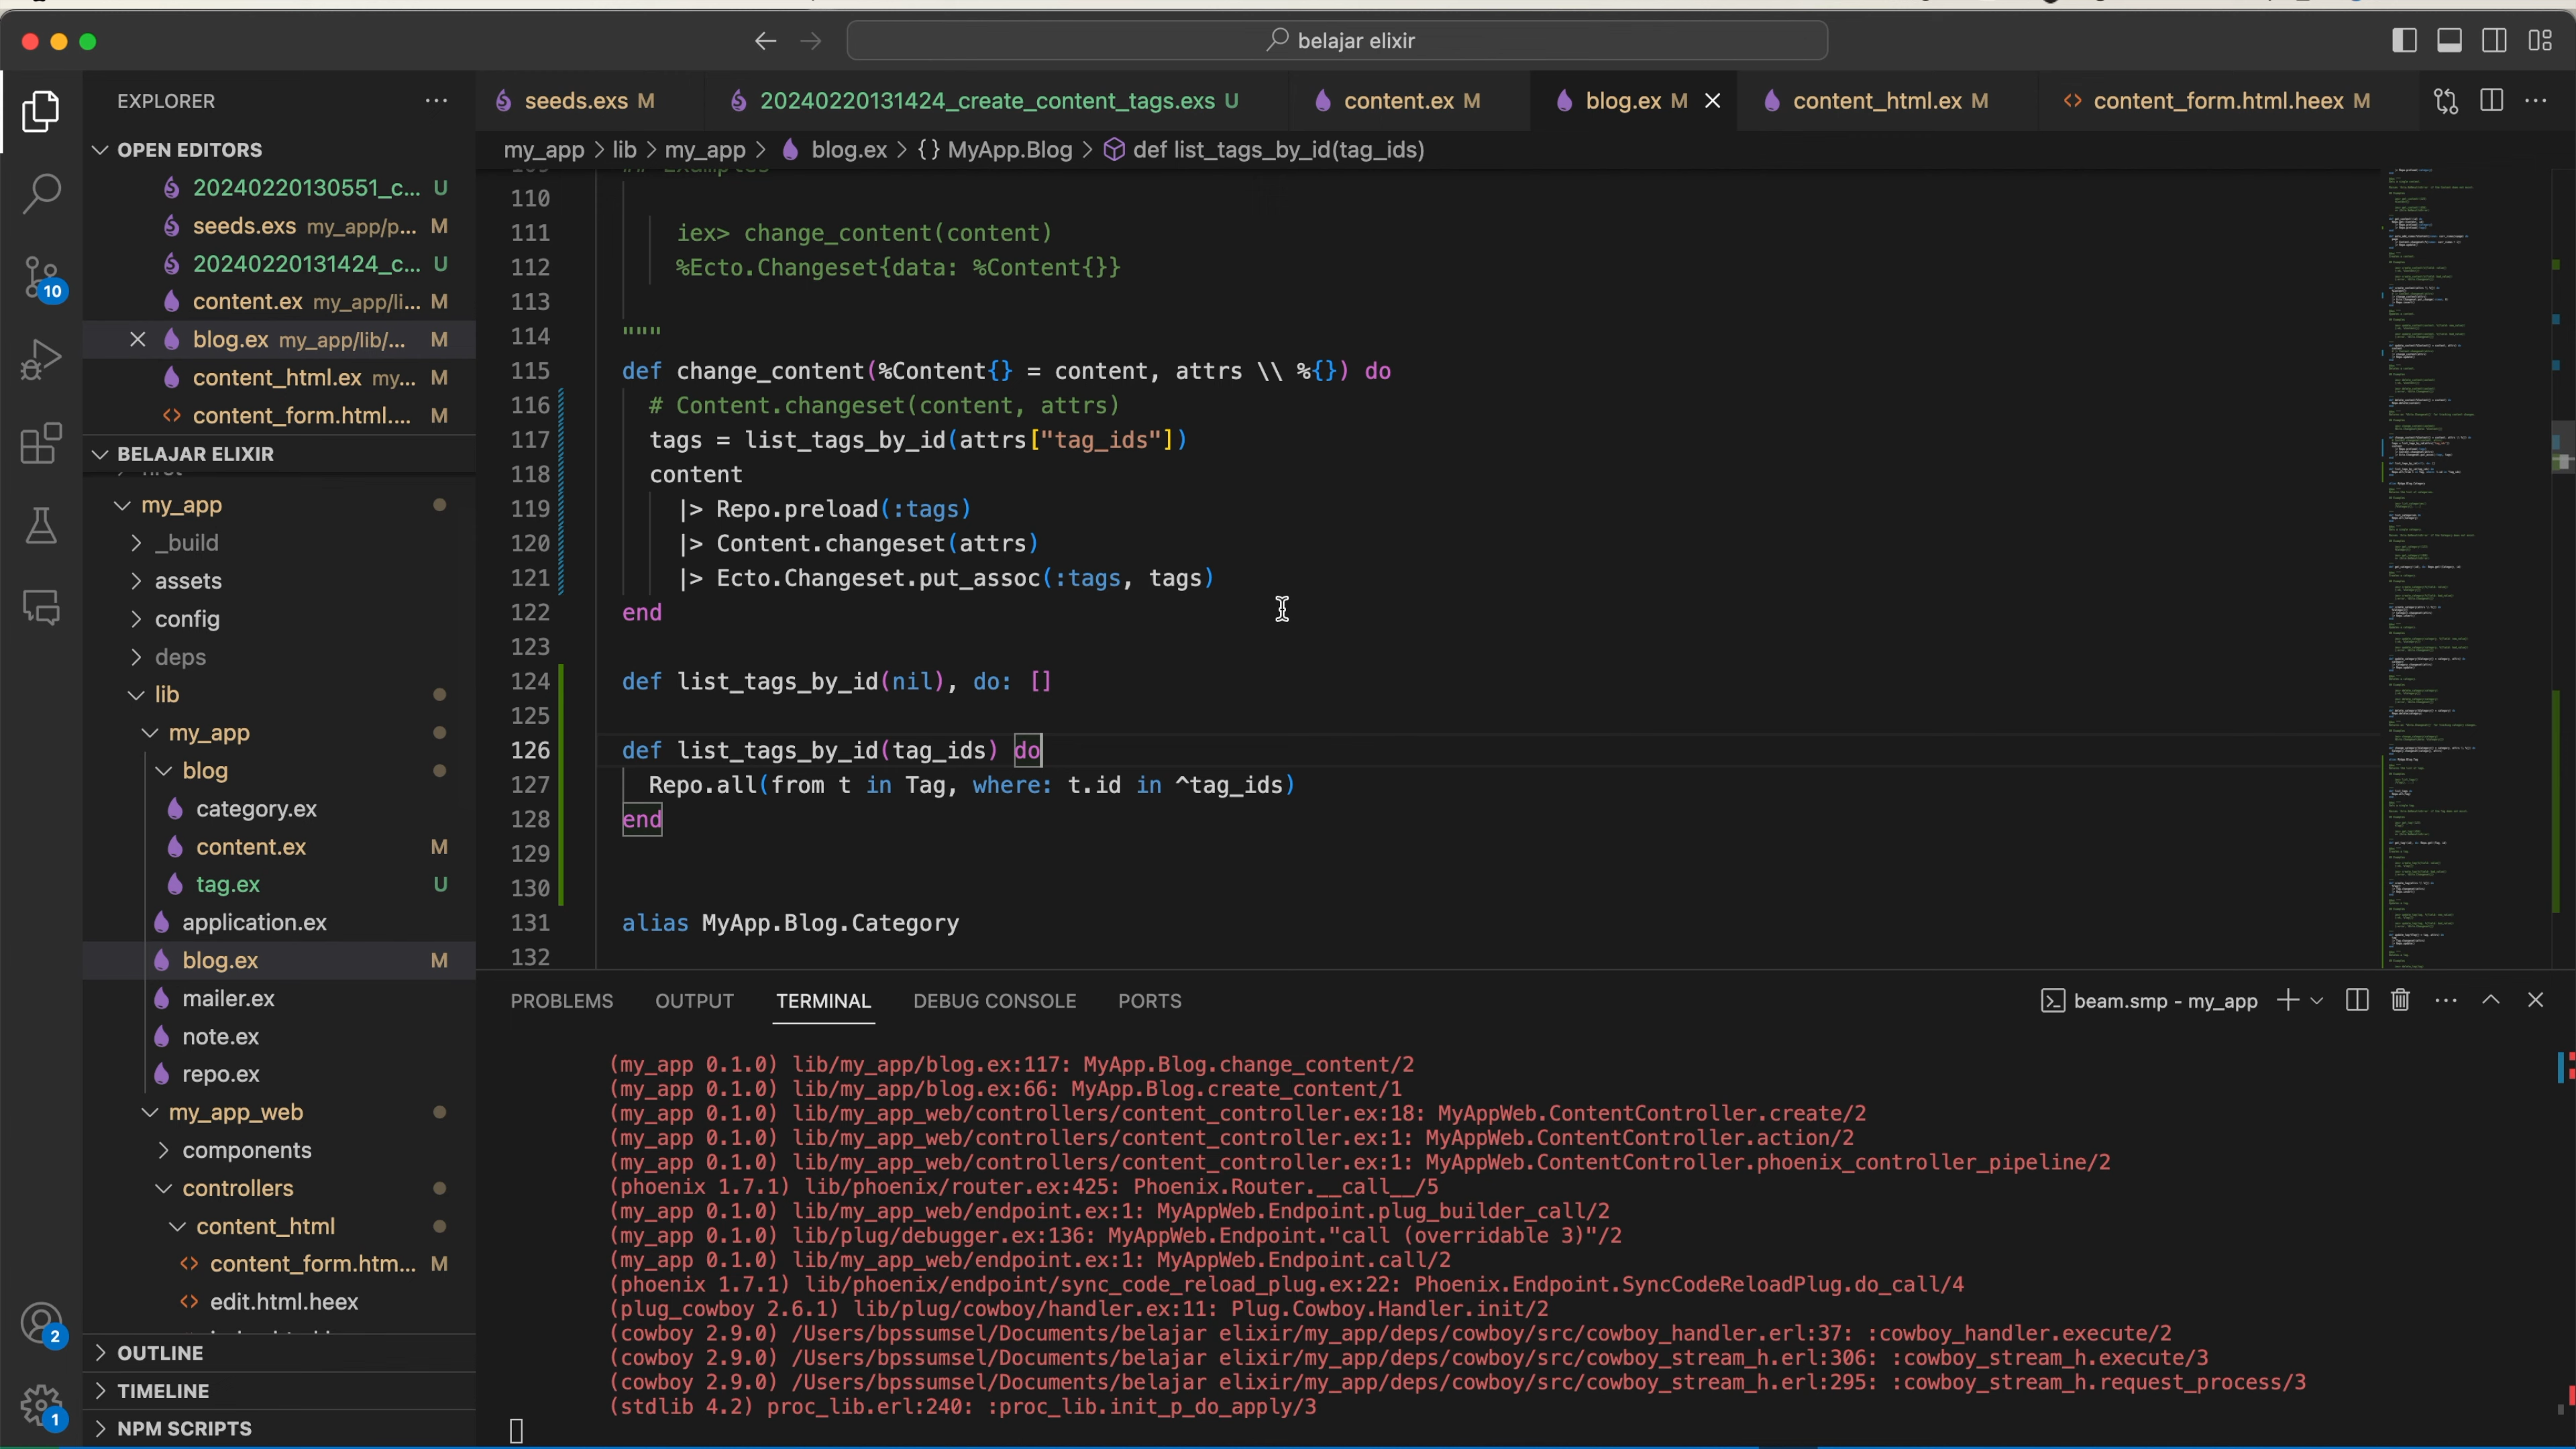 belajar elixir
EXPLORER
OPEN EDITORS
20240220130551_c... U
seeds.exs my_app/p... M
20240220131424_c... U
content.ex my_app/li... M
blog.ex my_app/lib/... M
content_html.ex my... M
content_form.html.... M
BELAJAR ELIXIR
my_app
_build
assets
config
deps
lib
my_app
blog
category.ex
content.ex M
tag.ex U
application.ex
blog.ex M
mailer.ex
note.ex
repo.ex
my_app_web
components
controllers
content_html
content_form.htm... M
edit.html.heex
OUTLINE
TIMELINE
NPM SCRIPTS
10
2
1
seeds.exs M
20240220131424_create_content_tags.exs U
content.ex M
blog.ex M
content_html.ex M
content_form.html.heex M
my_app > lib > my_app > blog.ex > {} MyApp.Blog > def list_tags_by_id(tag_ids)
109 ## Examples
110
111 iex> change_content(content)
112 %Ecto.Changeset{data: %Content{}}
113
114 """
115 def change_content(%Content{} = content, attrs \\ %{}) do
116 # Content.changeset(content, attrs)
117 tags = list_tags_by_id(attrs["tag_ids"])
118 content
119 |> Repo.preload(:tags)
120 |> Content.changeset(attrs)
121 |> Ecto.Changeset.put_assoc(:tags, tags)
122 end
123
124 def list_tags_by_id(nil), do: []
125
126 def list_tags_by_id(tag_ids) do
127 Repo.all(from t in Tag, where: t.id in ^tag_ids)
128 end
129
130
131 alias MyApp.Blog.Category
132
PROBLEMS OUTPUT TERMINAL DEBUG CONSOLE PORTS
beam.smp - my_app
(my_app 0.1.0) lib/my_app/blog.ex:117: MyApp.Blog.change_content/2
(my_app 0.1.0) lib/my_app/blog.ex:66: MyApp.Blog.create_content/1
(my_app 0.1.0) lib/my_app_web/controllers/content_controller.ex:18: MyAppWeb.ContentController.create/2
(my_app 0.1.0) lib/my_app_web/controllers/content_controller.ex:1: MyAppWeb.ContentController.action/2
(my_app 0.1.0) lib/my_app_web/controllers/content_controller.ex:1: MyAppWeb.ContentController.phoenix_controller_pipeline/2
(phoenix 1.7.1) lib/phoenix/router.ex:425: Phoenix.Router.__call__/5
(my_app 0.1.0) lib/my_app_web/endpoint.ex:1: MyAppWeb.Endpoint.plug_builder_call/2
(my_app 0.1.0) lib/plug/debugger.ex:136: MyAppWeb.Endpoint."call (overridable 3)"/2
(my_app 0.1.0) lib/my_app_web/endpoint.ex:1: MyAppWeb.Endpoint.call/2
(phoenix 1.7.1) lib/phoenix/endpoint/sync_code_reload_plug.ex:22: Phoenix.Endpoint.SyncCodeReloadPlug.do_call/4
(plug_cowboy 2.6.1) lib/plug/cowboy/handler.ex:11: Plug.Cowboy.Handler.init/2
(cowboy 2.9.0) /Users/bpssumsel/Documents/belajar elixir/my_app/deps/cowboy/src/cowboy_handler.erl:37: :cowboy_handler.execute/2
(cowboy 2.9.0) /Users/bpssumsel/Documents/belajar elixir/my_app/deps/cowboy/src/cowboy_stream_h.erl:306: :cowboy_stream_h.execute/3
(cowboy 2.9.0) /Users/bpssumsel/Documents/belajar elixir/my_app/deps/cowboy/src/cowboy_stream_h.erl:295: :cowboy_stream_h.request_process/3
(stdlib 4.2) proc_lib.erl:240: :proc_lib.init_p_do_apply/3